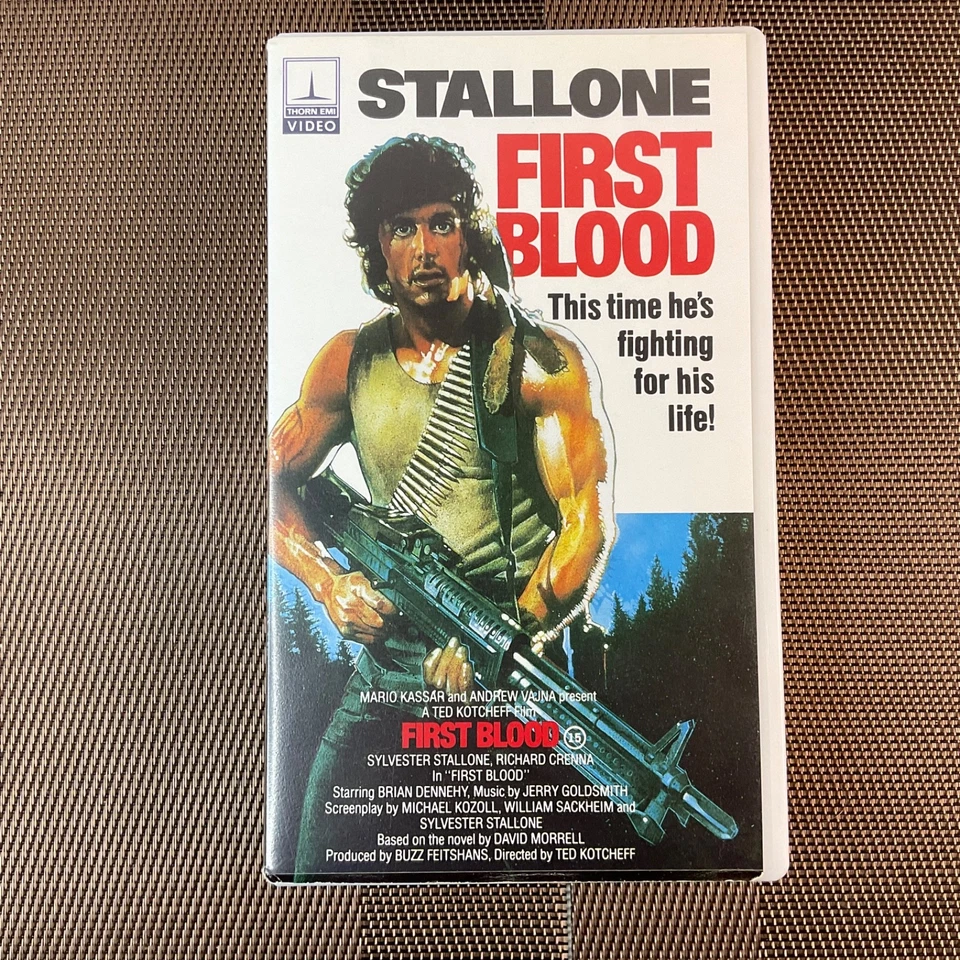 THORN EMI
VIDEO
STALLONE
FIRST
BLOOD
This time he's
fighting
for his
life!
MARIO KASSAR and ANDREW VAJNA present
A TED KOTCHEFF Film
FIRST BLOOD 15
SYLVESTER STALLONE, RICHARD CRENNA
In "FIRST BLOOD"
Starring BRIAN DENNEHY, Music by JERRY GOLDSMITH
Screenplay by MICHAEL KOZOLL, WILLIAM SACKHEIM and
SYLVESTER STALLONE
Based on the novel by DAVID MORRELL
Produced by BUZZ FEITSHANS, Directed by TED KOTCHEFF